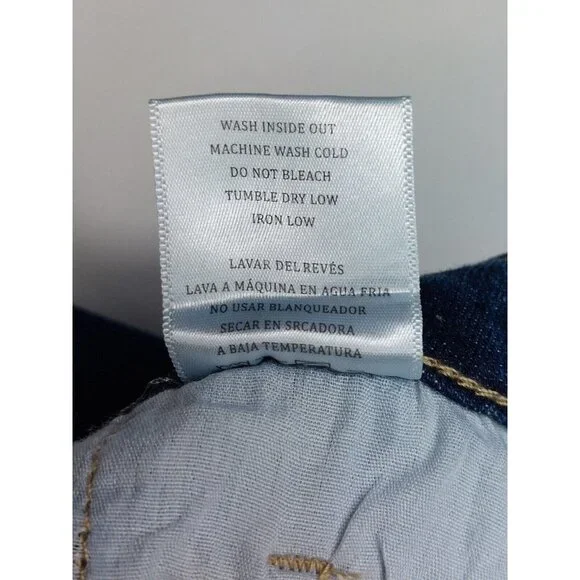 WASH INSIDE OUT
MACHINE WASH COLD
DO NOT BLEACH
TUMBLE DRY LOW
IRON LOW
LAVAR DEL REVÉS
LAVA A MÁQUINA EN AGUA FRIA
NO USAR BLANQUEADOR
SECAR EN SRCADORA
A BAJA TEMPERATURA